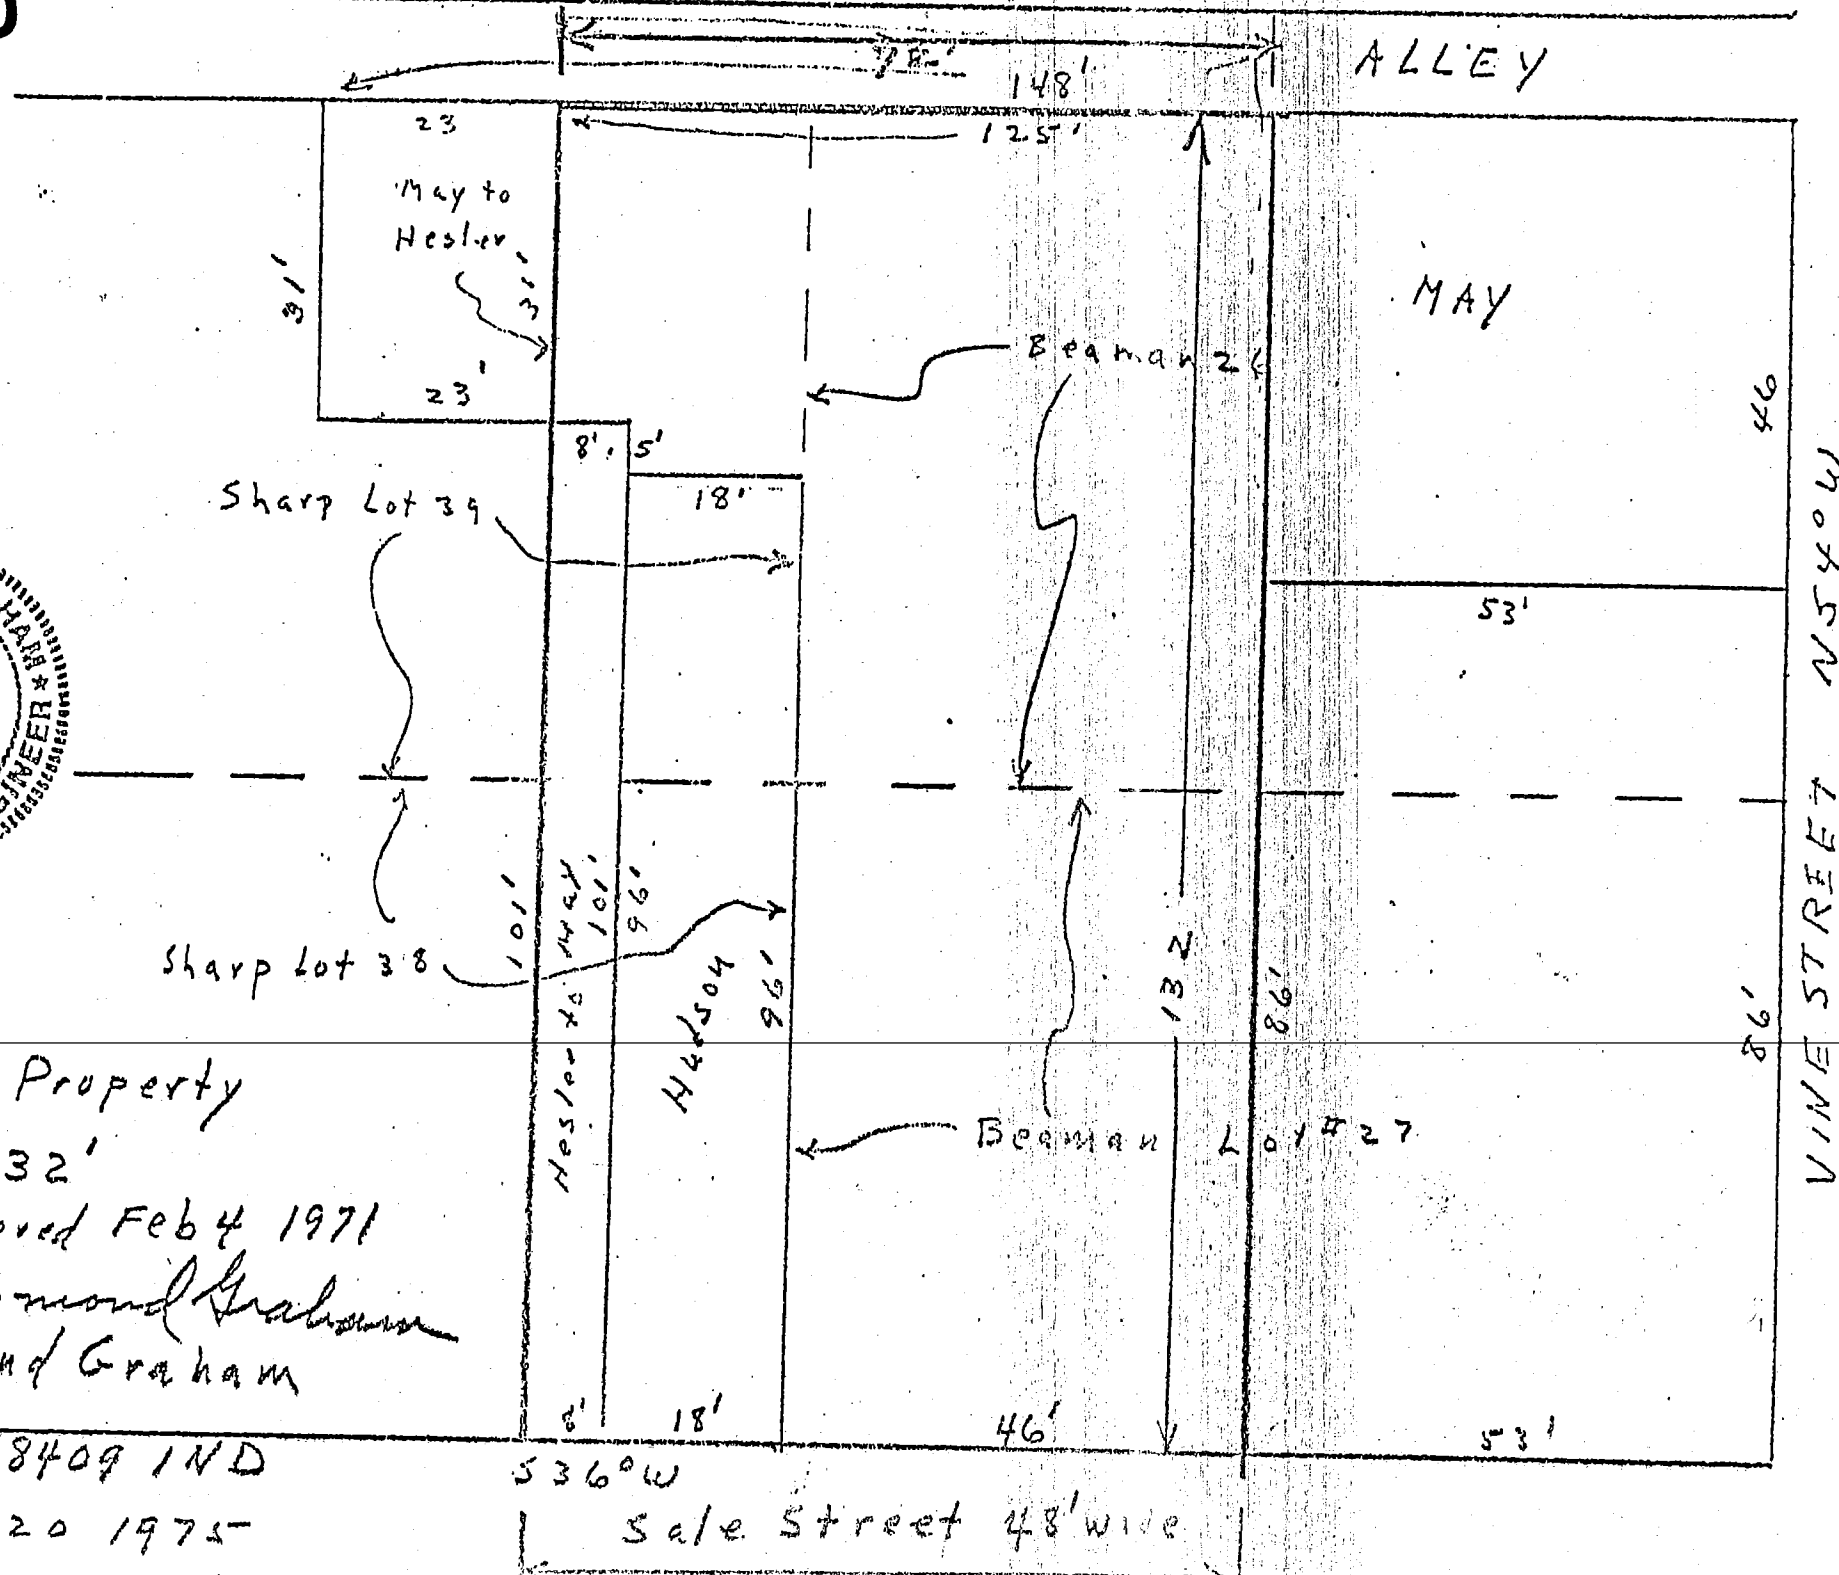 ALLEY
148'
23
125'
May to
Hesler
31'
31'
MAY
Beaman 26
23'
46
8'
5'
Sharp Lot 39
18'
53'
HAM ★
VINE STREET N54°W
101'
Hesler to May
101'
96'
Sharp Lot 38
Hudson
96'
132
86'
86'
Property
32'
Beaman Lot #27
Feb 4 1971
Graham
Graham
8'
18'
46'
53'
8409 IND
S36°W
20 1975
Sale Street 48' wide